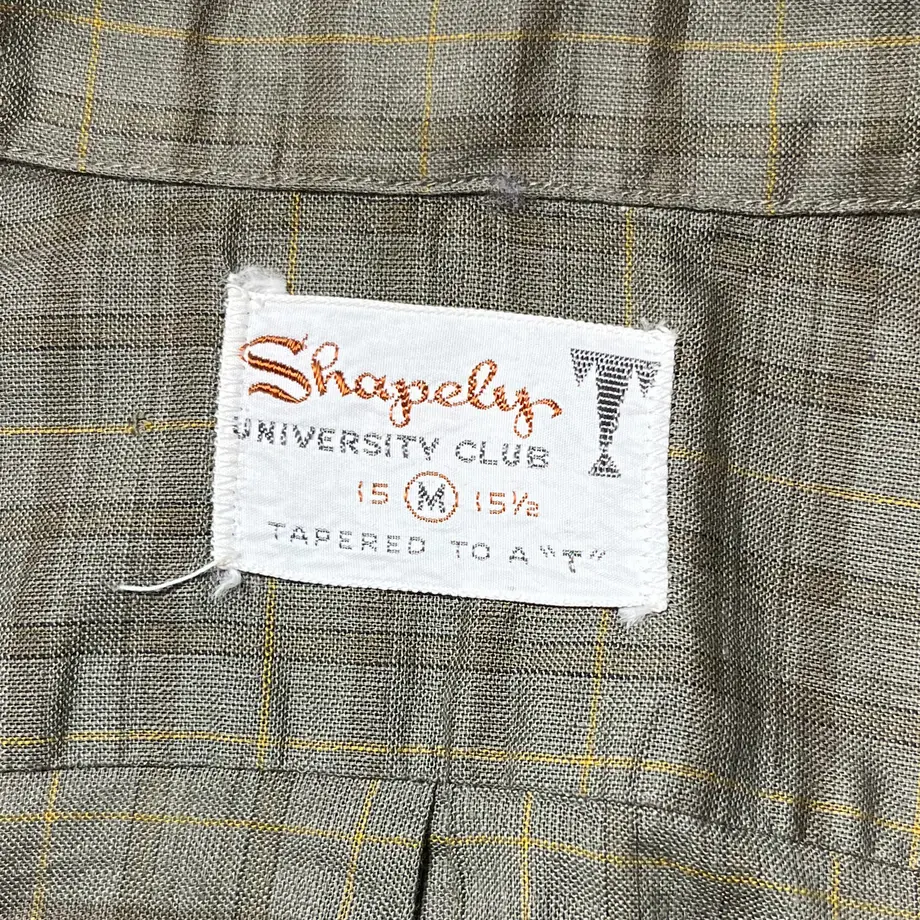 Shapely T
UNIVERSITY CLUB
15 M 15½
TAPERED TO A "T"